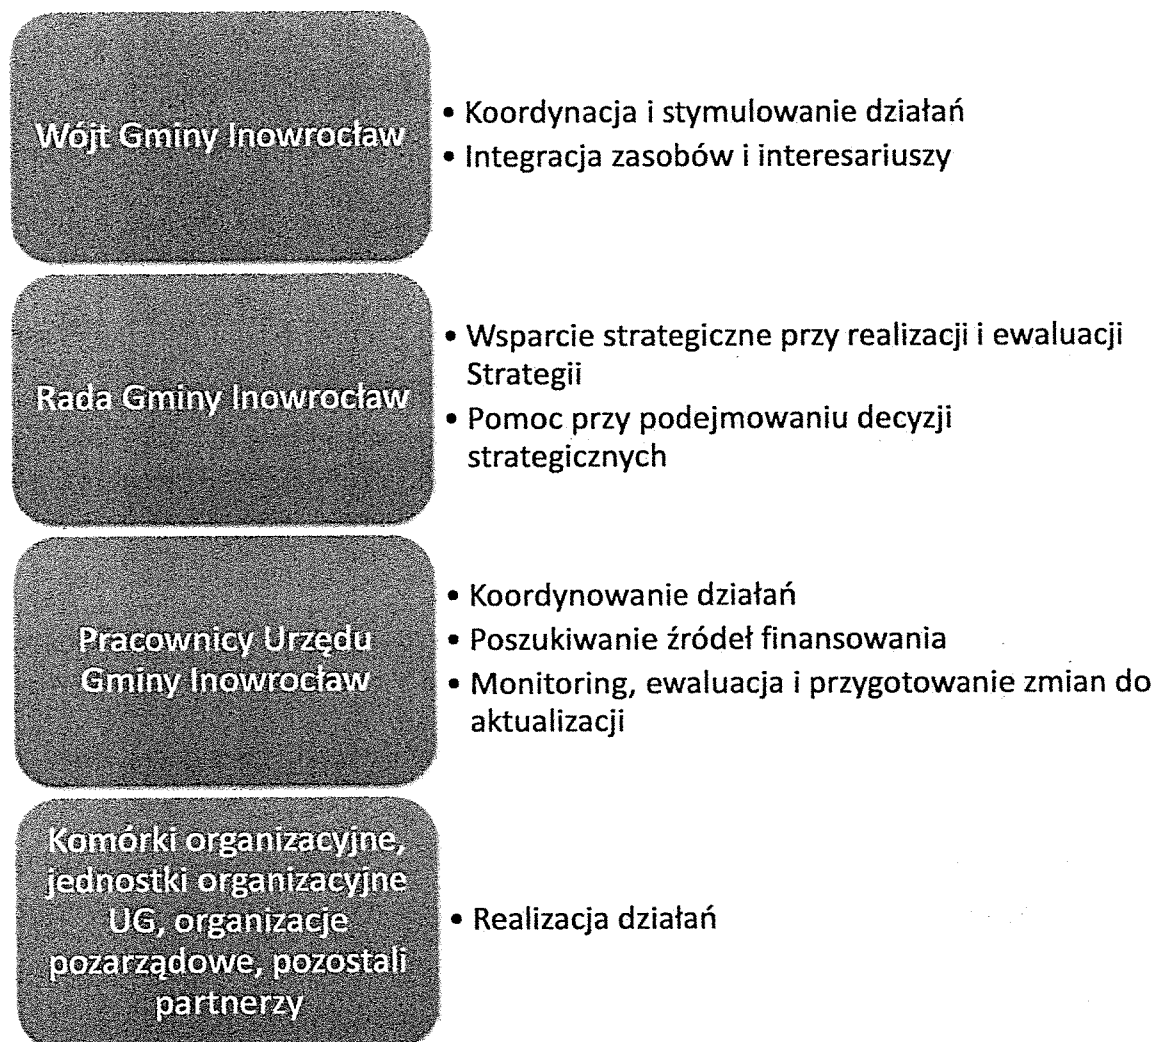 Wójt Gminy Inowrocław
• Koordynacja i stymulowanie działań
• Integracja zasobów i interesariuszy
Rada Gminy Inowrocław
• Wsparcie strategiczne przy realizacji i ewaluacji
Strategii
• Pomoc przy podejmowaniu decyzji
strategicznych
Pracownicy Urzędu
Gminy Inowrocław
• Koordynowanie działań
• Poszukiwanie źródeł finansowania
• Monitoring, ewaluacja i przygotowanie zmian do
aktualizacji
Komórki organizacyjne,
jednostki organizacyjne
UG, organizacje
pozarządowe, pozostali
partnerzy
• Realizacja działań